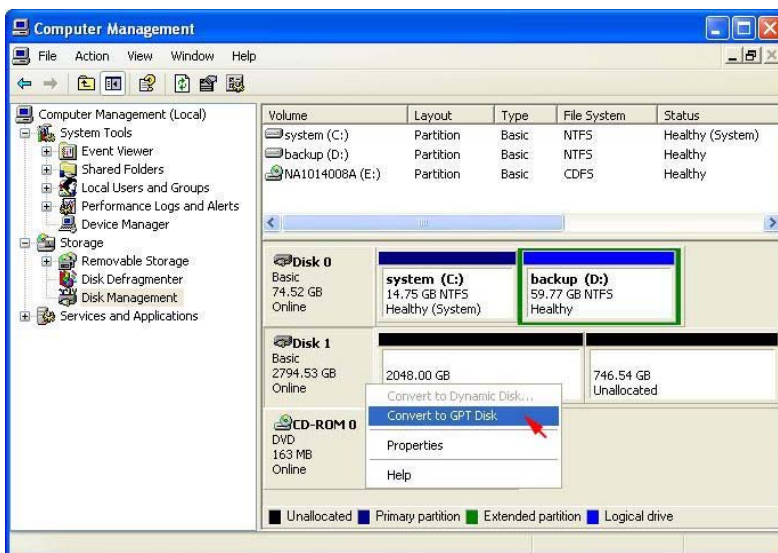 Computer Management
File Action View Window Help
Computer Management (Local)
System Tools
Event Viewer
Shared Folders
Local Users and Groups
Performance Logs and Alerts
Device Manager
Storage
Removable Storage
Disk Defragmenter
Disk Management
Services and Applications
Volume Layout Type File System Status
system (C:) Partition Basic NTFS Healthy (System)
backup (D:) Partition Basic NTFS Healthy
NA1014008A (E:) Partition Basic CDFS Healthy
Disk 0
Basic
74.52 GB
Online
system (C:)
14.75 GB NTFS
Healthy (System)
backup (D:)
59.77 GB NTFS
Healthy
Disk 1
Basic
2794.53 GB
Online
2048.00 GB
746.54 GB
Unallocated
Convert to Dynamic Disk...
Convert to GPT Disk
Properties
Help
CD-ROM 0
DVD
163 MB
Online
Unallocated Primary partition Extended partition Logical drive